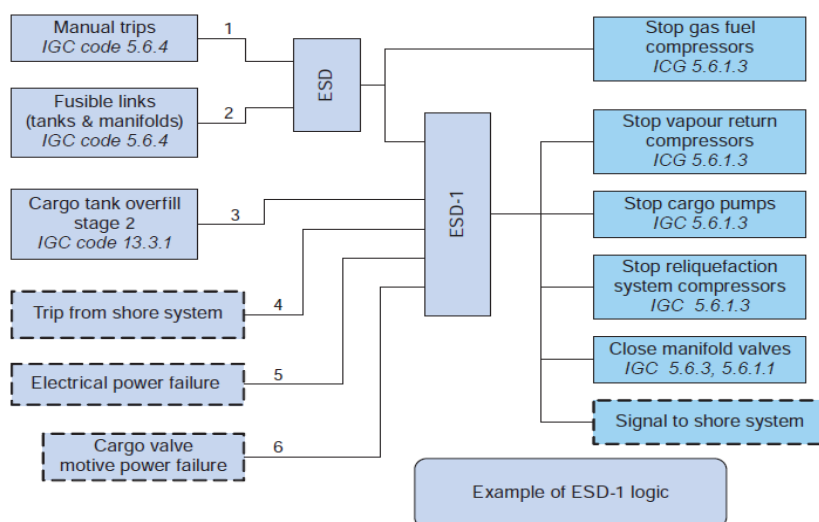 Manual trips
IGC code 5.6.4
1
Fusible links
(tanks & manifolds)
IGC code 5.6.4
2
Cargo tank overfill
stage 2
IGC code 13.3.1
3
Trip from shore system
4
Electrical power failure
5
Cargo valve
motive power failure
6
ESD
ESD-1
Stop gas fuel
compressors
ICG 5.6.1.3
Stop vapour return
compressors
ICG 5.6.1.3
Stop cargo pumps
IGC 5.6.1.3
Stop reliquefaction
system compressors
IGC 5.6.1.3
Close manifold valves
IGC 5.6.3, 5.6.1.1
Signal to shore system
Example of ESD-1 logic